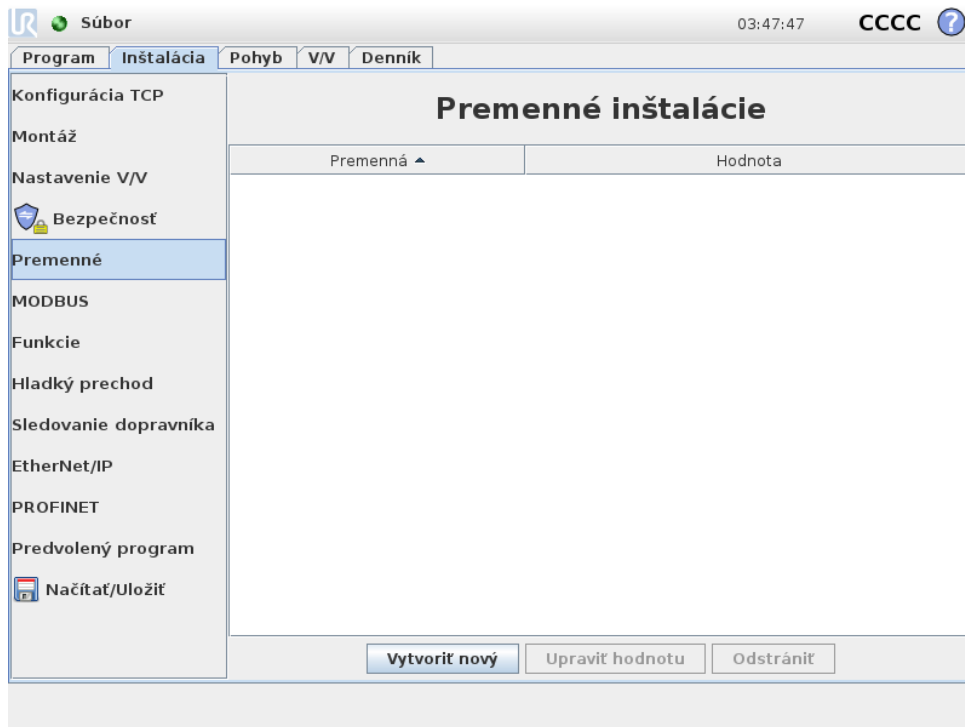 UR Súbor 03:47:47 CCCC ?
Program Inštalácia Pohyb V/V Denník
Konfigurácia TCP
Montáž
Nastavenie V/V
Bezpečnosť
Premenné
MODBUS
Funkcie
Hladký prechod
Sledovanie dopravníka
EtherNet/IP
PROFINET
Predvolený program
Načítať/Uložiť
Premenné inštalácie
Premenná Hodnota
Vytvoriť nový Upraviť hodnotu Odstrániť